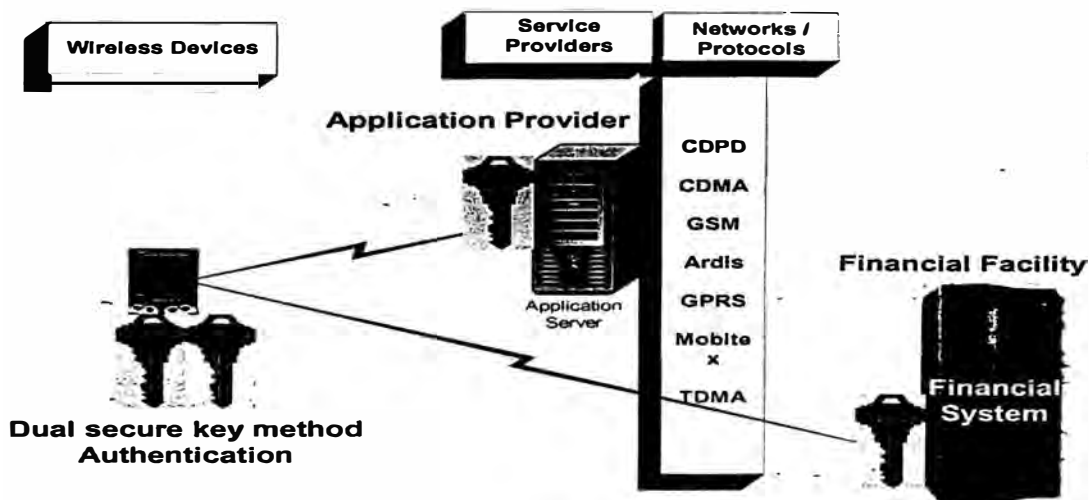 Wireless Devices
Service
Providers
Networks /
Protocols
Application Provider
CDPD
CDMA
GSM
Ardis
GPRS
Mobite
x
TDMA
Application
Server
Financial Facility
Financial
System
Dual secure key method
Authentication